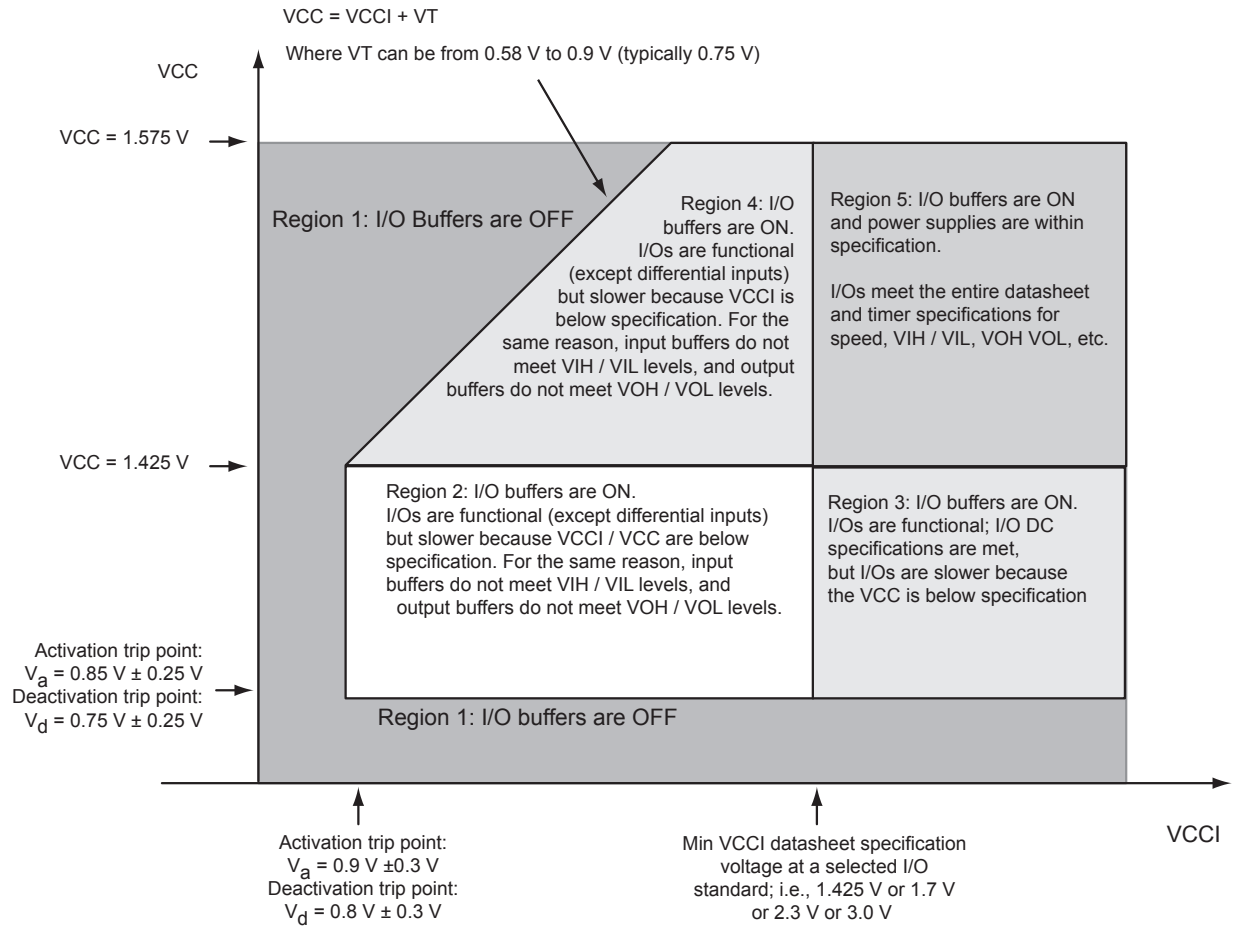 VCC = VCCI + VT
Where VT can be from 0.58 V to 0.9 V (typically 0.75 V)
VCC
VCC = 1.575 V
Region 1: I/O Buffers are OFF
Region 4: I/O
buffers are ON.
I/Os are functional
(except differential inputs)
but slower because VCCI is
below specification. For the
same reason, input buffers do not
meet VIH / VIL levels, and output
buffers do not meet VOH / VOL levels.
Region 5: I/O buffers are ON
and power supplies are within
specification.
I/Os meet the entire datasheet
and timer specifications for
speed, VIH / VIL, VOH VOL, etc.
VCC = 1.425 V
Region 2: I/O buffers are ON.
I/Os are functional (except differential inputs)
but slower because VCCI / VCC are below
specification. For the same reason, input
buffers do not meet VIH / VIL levels, and
output buffers do not meet VOH / VOL levels.
Region 3: I/O buffers are ON.
I/Os are functional; I/O DC
specifications are met,
but I/Os are slower because
the VCC is below specification
Activation trip point:
Va = 0.85 V ± 0.25 V
Deactivation trip point:
Vd = 0.75 V ± 0.25 V
Region 1: I/O buffers are OFF
Activation trip point:
Va = 0.9 V ±0.3 V
Deactivation trip point:
Vd = 0.8 V ± 0.3 V
Min VCCI datasheet specification
voltage at a selected I/O
standard; i.e., 1.425 V or 1.7 V
or 2.3 V or 3.0 V
VCCI